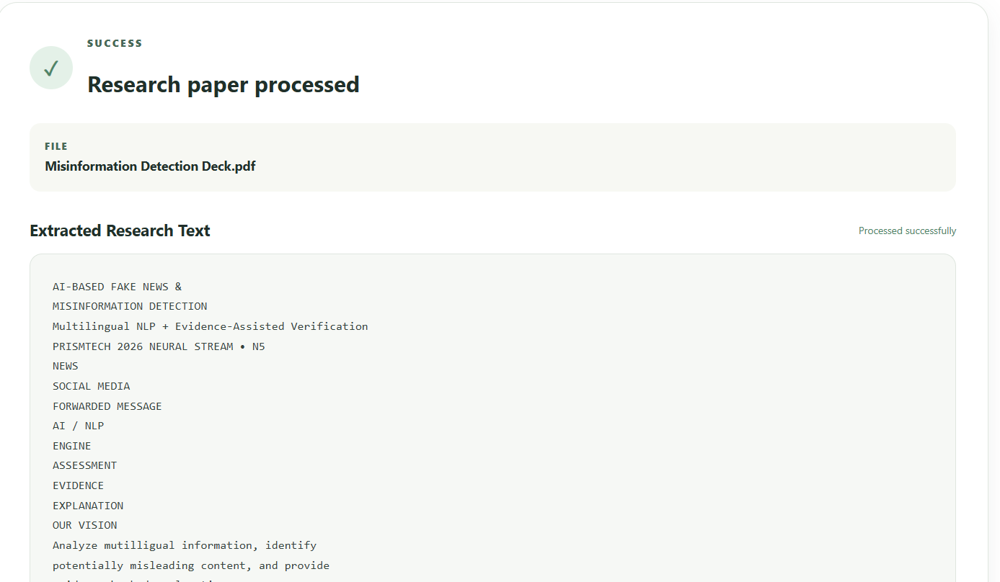 SUCCESS
✓
Research paper processed
FILE
Misinformation Detection Deck.pdf
Extracted Research Text
Processed successfully
AI-BASED FAKE NEWS &
MISINFORMATION DETECTION
Multilingual NLP + Evidence-Assisted Verification
PRISMTECH 2026 NEURAL STREAM • N5
NEWS
SOCIAL MEDIA
FORWARDED MESSAGE
AI / NLP
ENGINE
ASSESSMENT
EVIDENCE
EXPLANATION
OUR VISION
Analyze mutilligual information, identify
potentially misleading content, and provide